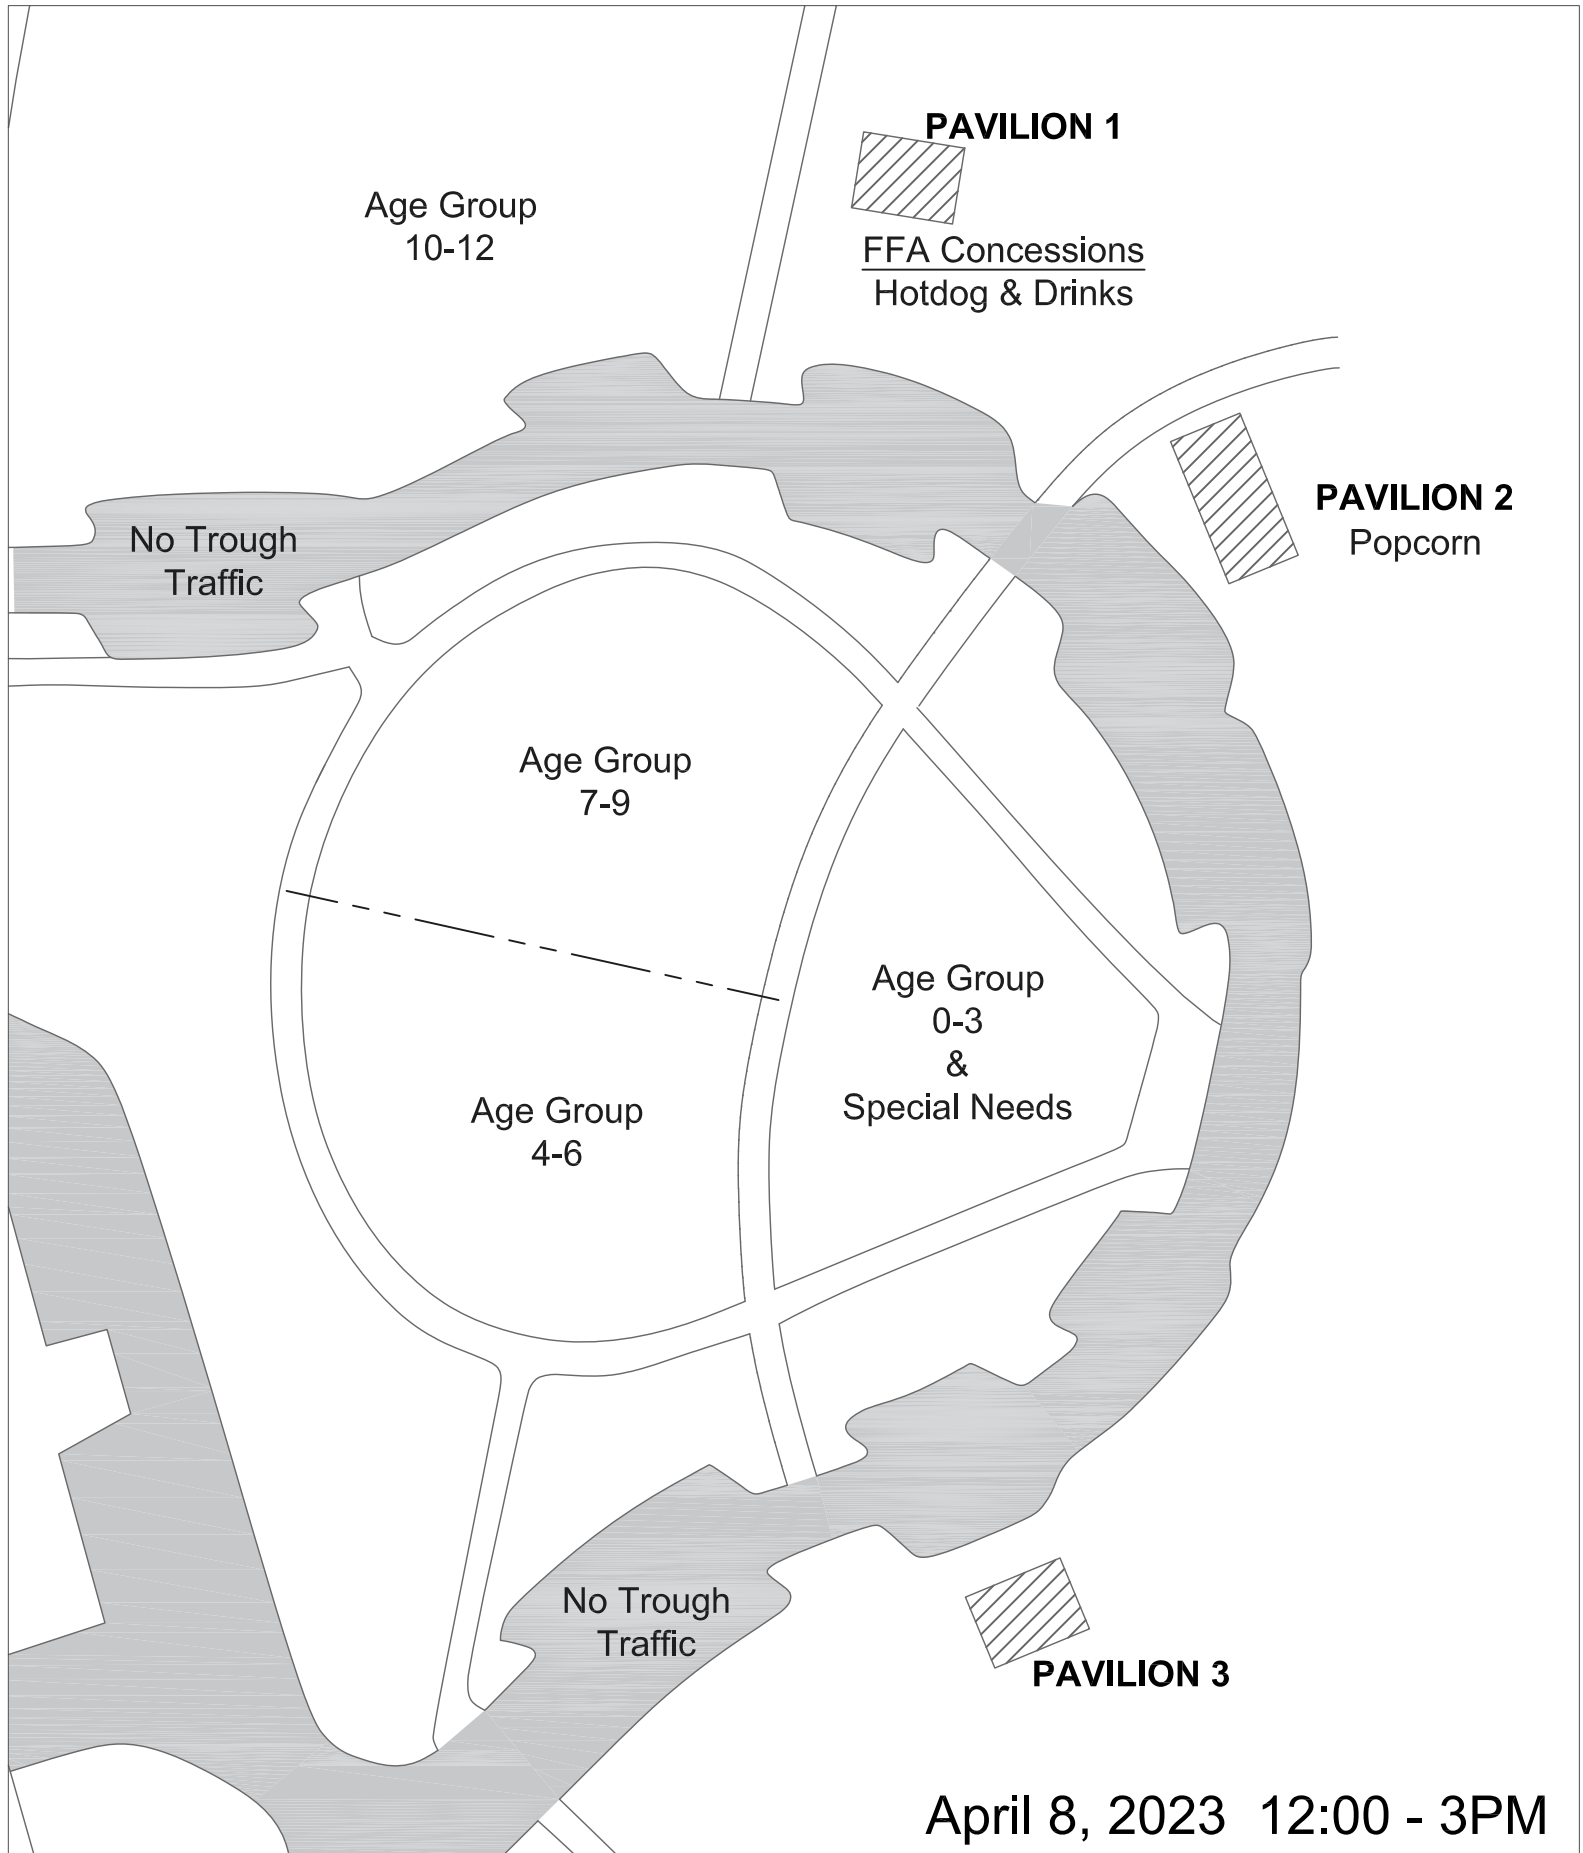 PAVILION 1
Age Group
10-12
FFA Concessions
Hotdog & Drinks
PAVILION 2
Popcorn
No Trough
Traffic
Age Group
7-9
Age Group
0-3
&
Special Needs
Age Group
4-6
No Trough
Traffic
PAVILION 3
April 8, 2023 12:00 - 3PM